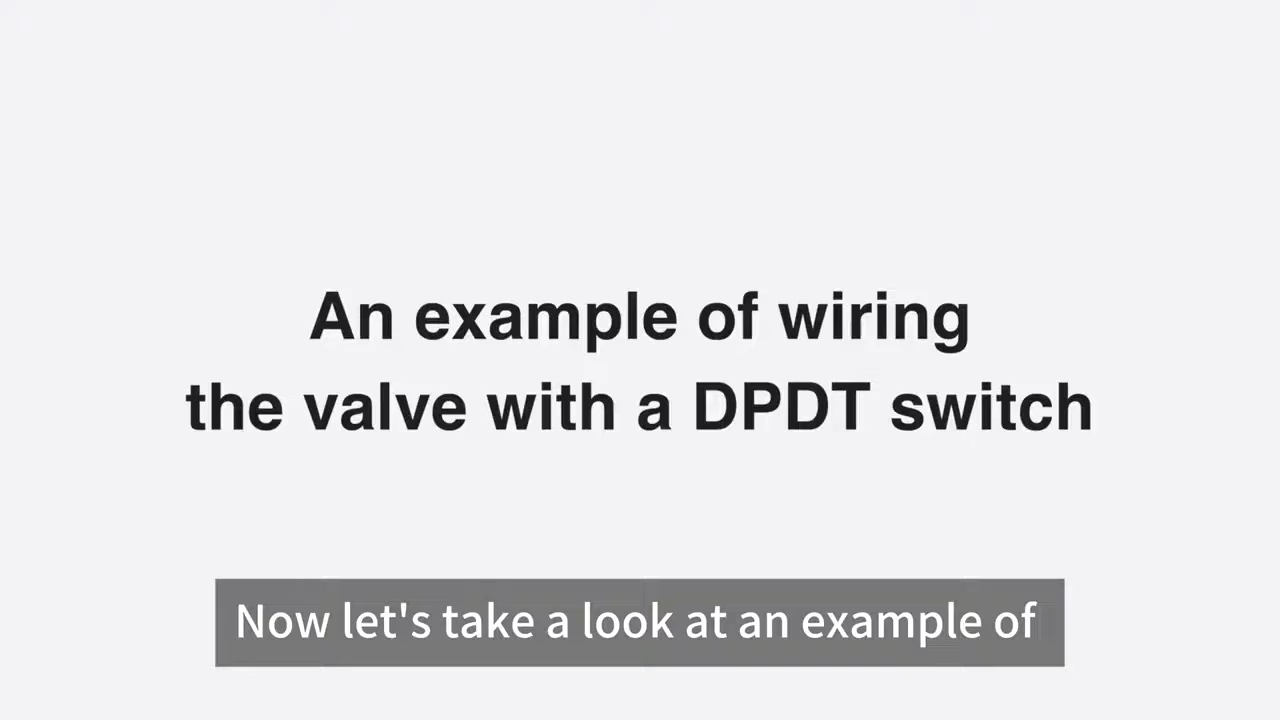 An example of wiring
the valve with a DPDT switch
Now let's take a look at an example of